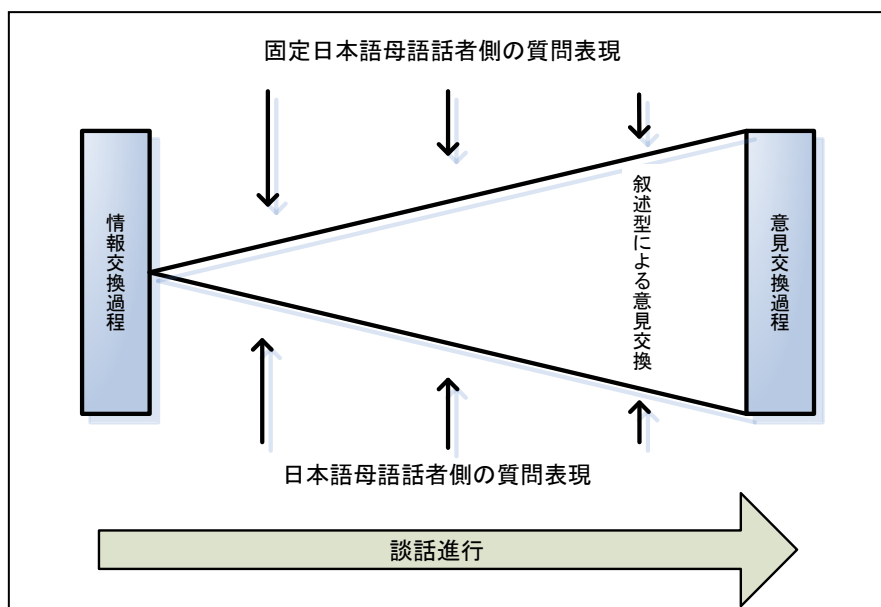 固定日本語母語話者側の質問表現
情報交換過程
叙述型による意見交換
意見交換過程
日本語母語話者側の質問表現
談話進行